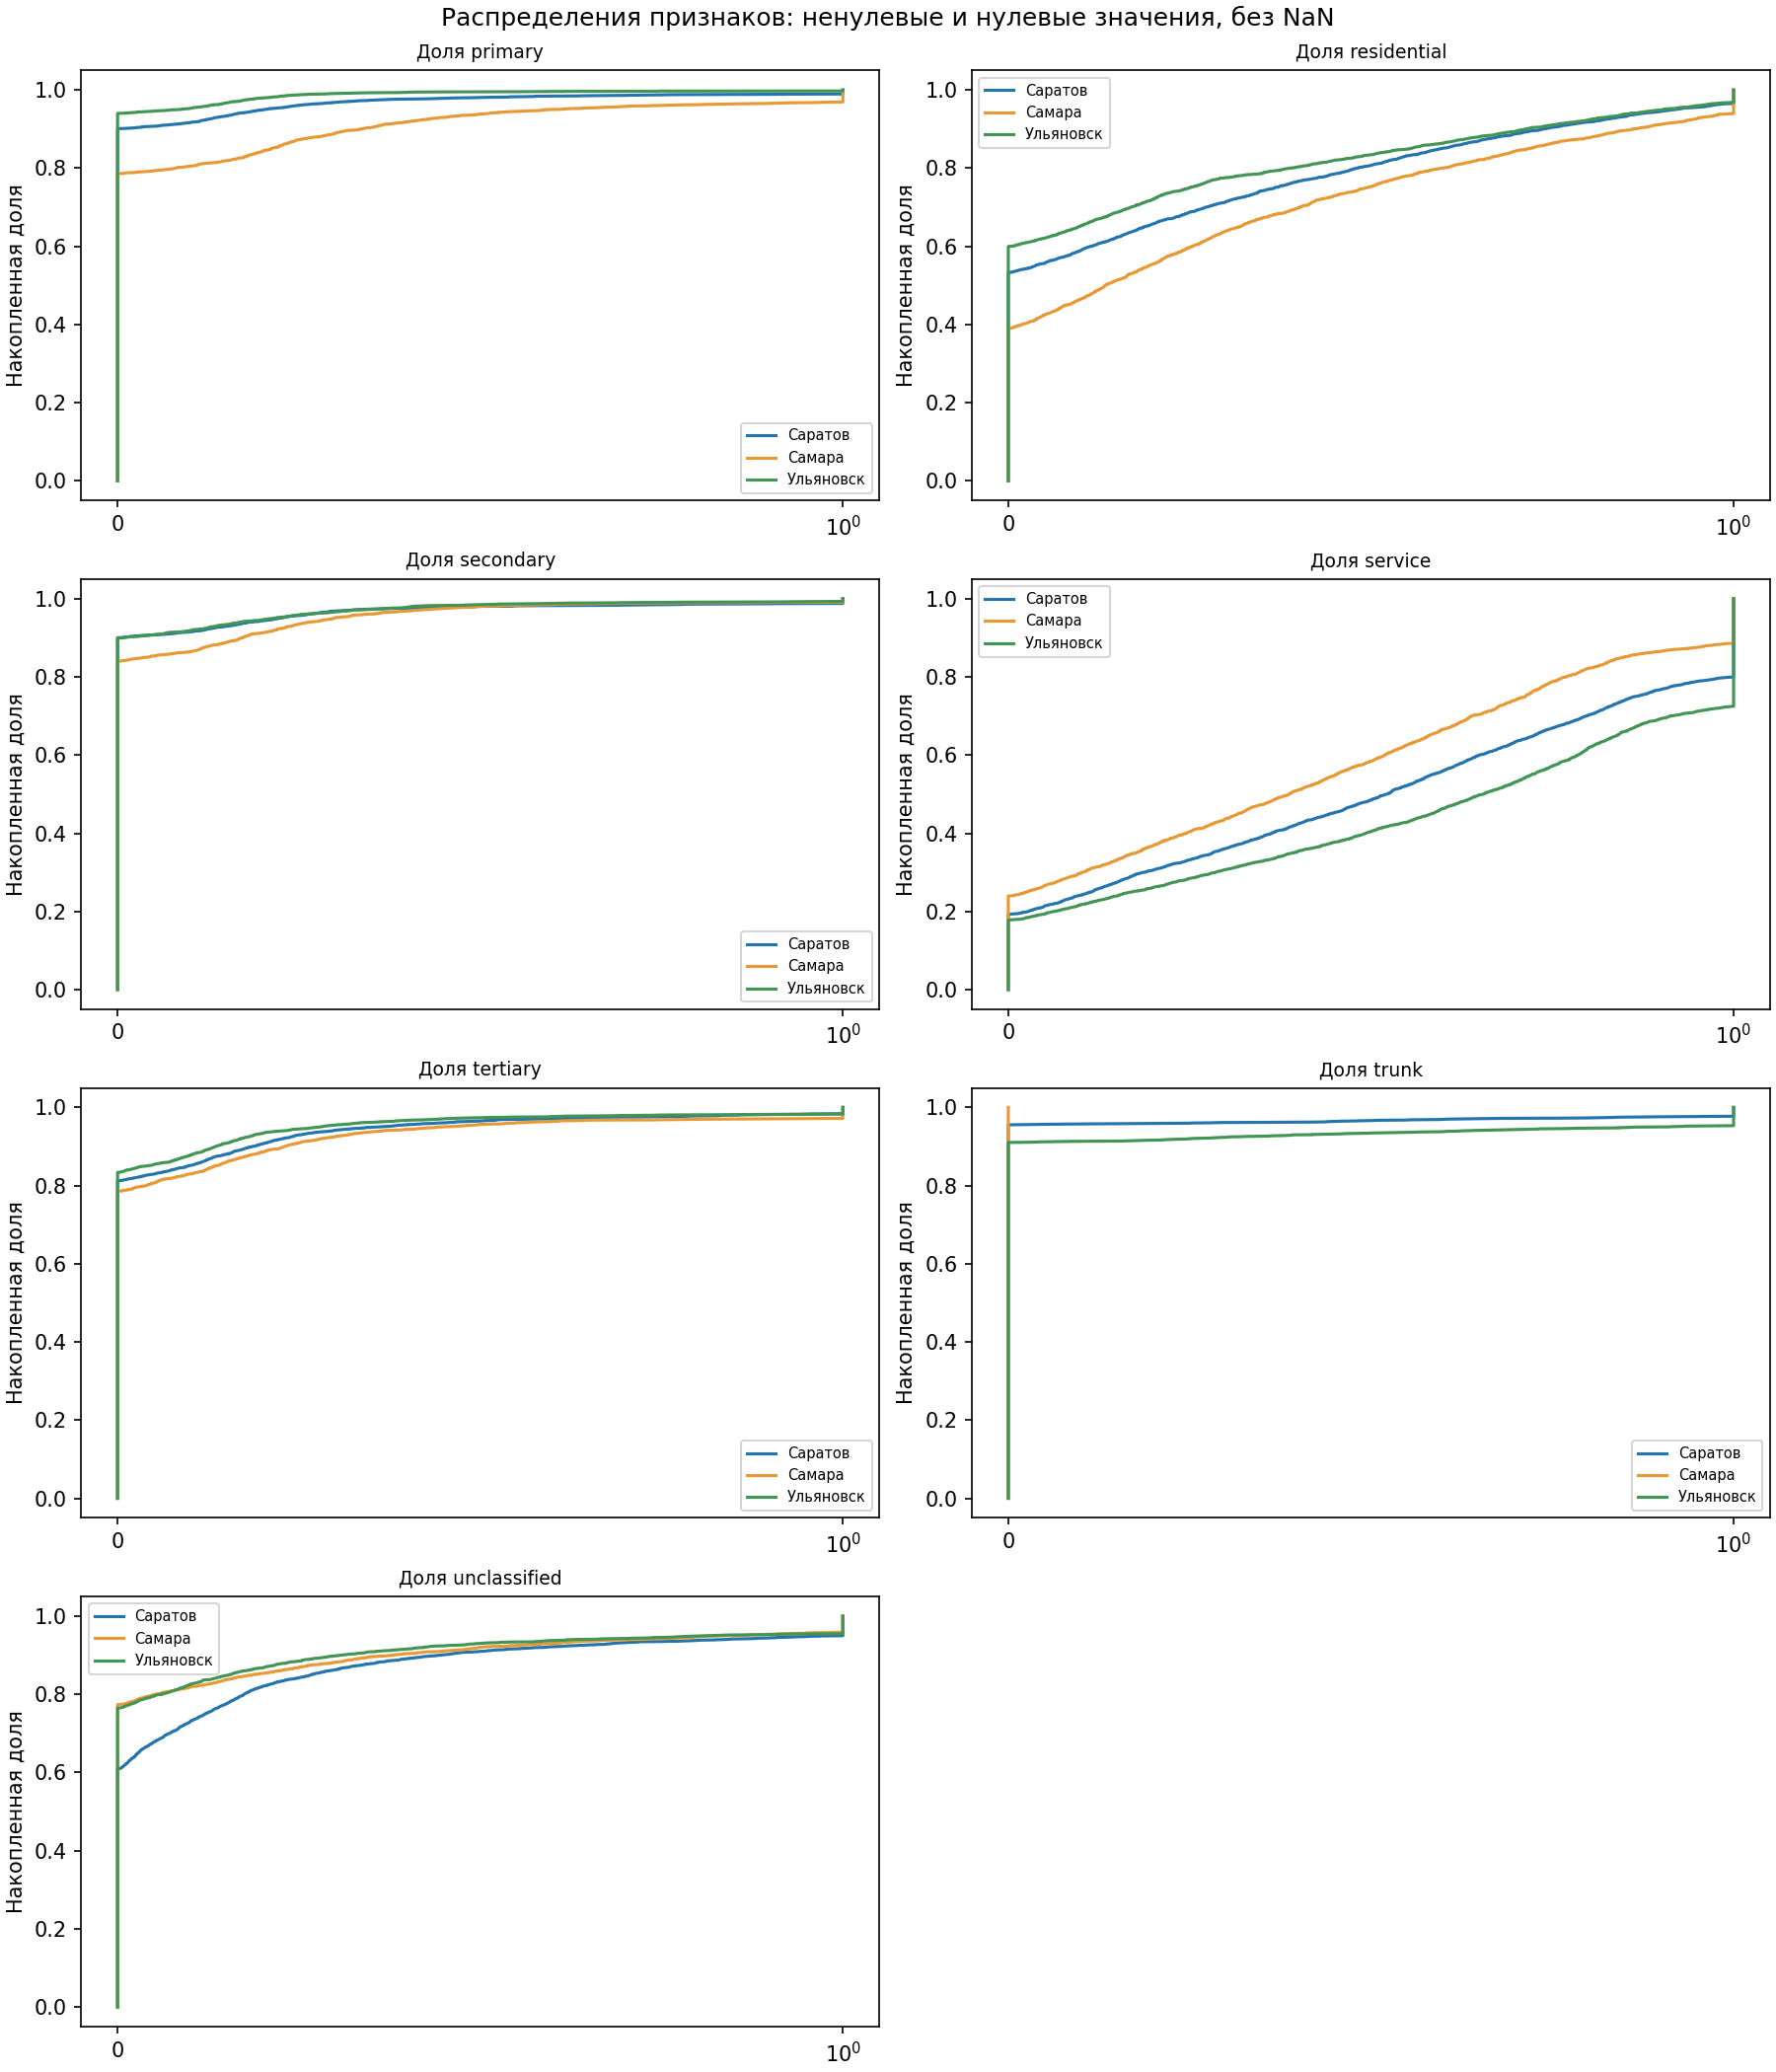 Распределения признаков: ненулевые и нулевые значения, без NaN
Доля primary
Накопленная доля
1.0
0.8
0.6
0.4
0.2
0.0
0
10⁰
Саратов
Самара
Ульяновск
Доля residential
Накопленная доля
1.0
0.8
0.6
0.4
0.2
0.0
0
10⁰
Саратов
Самара
Ульяновск
Доля secondary
Накопленная доля
1.0
0.8
0.6
0.4
0.2
0.0
0
10⁰
Саратов
Самара
Ульяновск
Доля service
Накопленная доля
1.0
0.8
0.6
0.4
0.2
0.0
0
10⁰
Саратов
Самара
Ульяновск
Доля tertiary
Накопленная доля
1.0
0.8
0.6
0.4
0.2
0.0
0
10⁰
Саратов
Самара
Ульяновск
Доля trunk
Накопленная доля
1.0
0.8
0.6
0.4
0.2
0.0
0
10⁰
Саратов
Самара
Ульяновск
Доля unclassified
Накопленная доля
1.0
0.8
0.6
0.4
0.2
0.0
0
10⁰
Саратов
Самара
Ульяновск